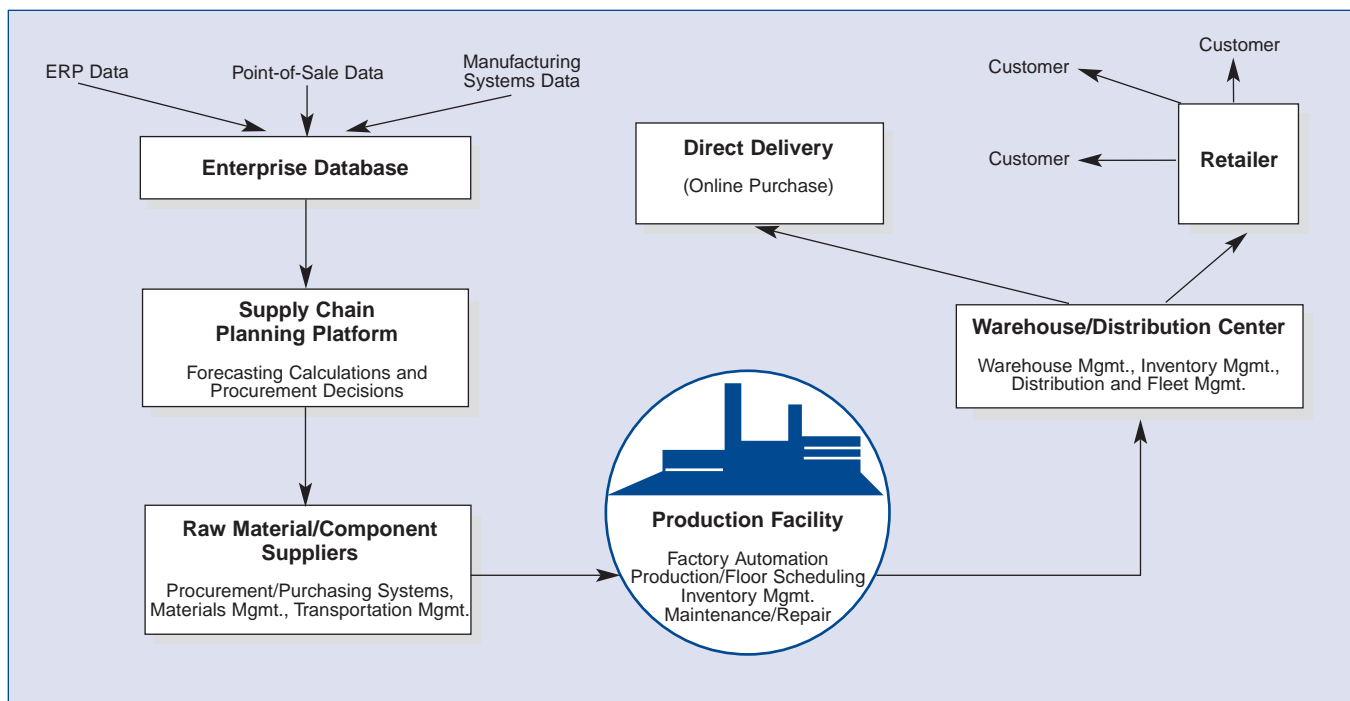 ERP Data
Point-of-Sale Data
Manufacturing
Systems Data
Enterprise Database
Supply Chain
Planning Platform
Forecasting Calculations and
Procurement Decisions
Raw Material/Component
Suppliers
Procurement/Purchasing Systems,
Materials Mgmt., Transportation Mgmt.
Production Facility
Factory Automation
Production/Floor Scheduling
Inventory Mgmt.
Maintenance/Repair
Warehouse/Distribution Center
Warehouse Mgmt., Inventory Mgmt.,
Distribution and Fleet Mgmt.
Direct Delivery
(Online Purchase)
Retailer
Customer
Customer
Customer